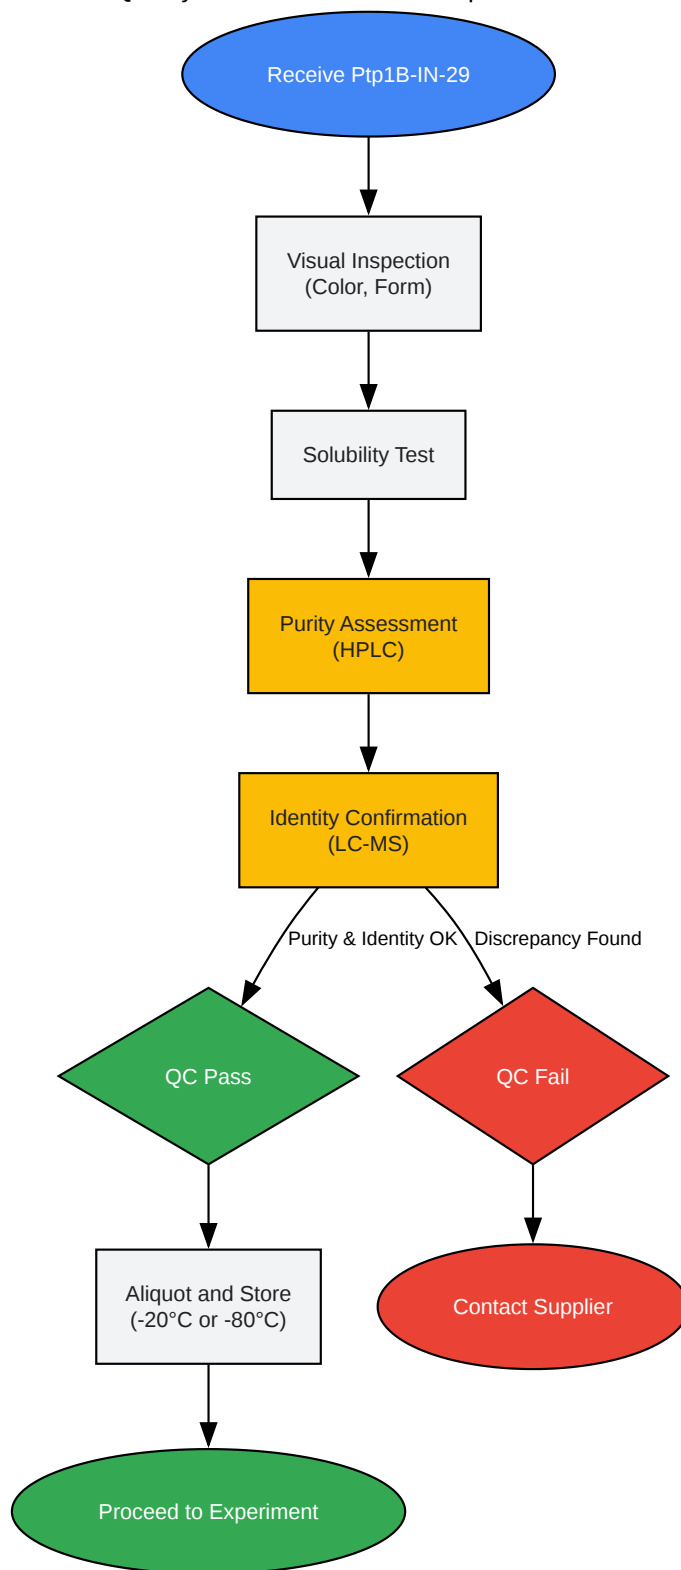 Receive Ptp1B-IN-29
Visual Inspection
(Color, Form)
Solubility Test
Purity Assessment
(HPLC)
Identity Confirmation
(LC-MS)
Purity & Identity OK
Discrepancy Found
QC Pass
QC Fail
Aliquot and Store
(-20°C or -80°C)
Contact Supplier
Proceed to Experiment